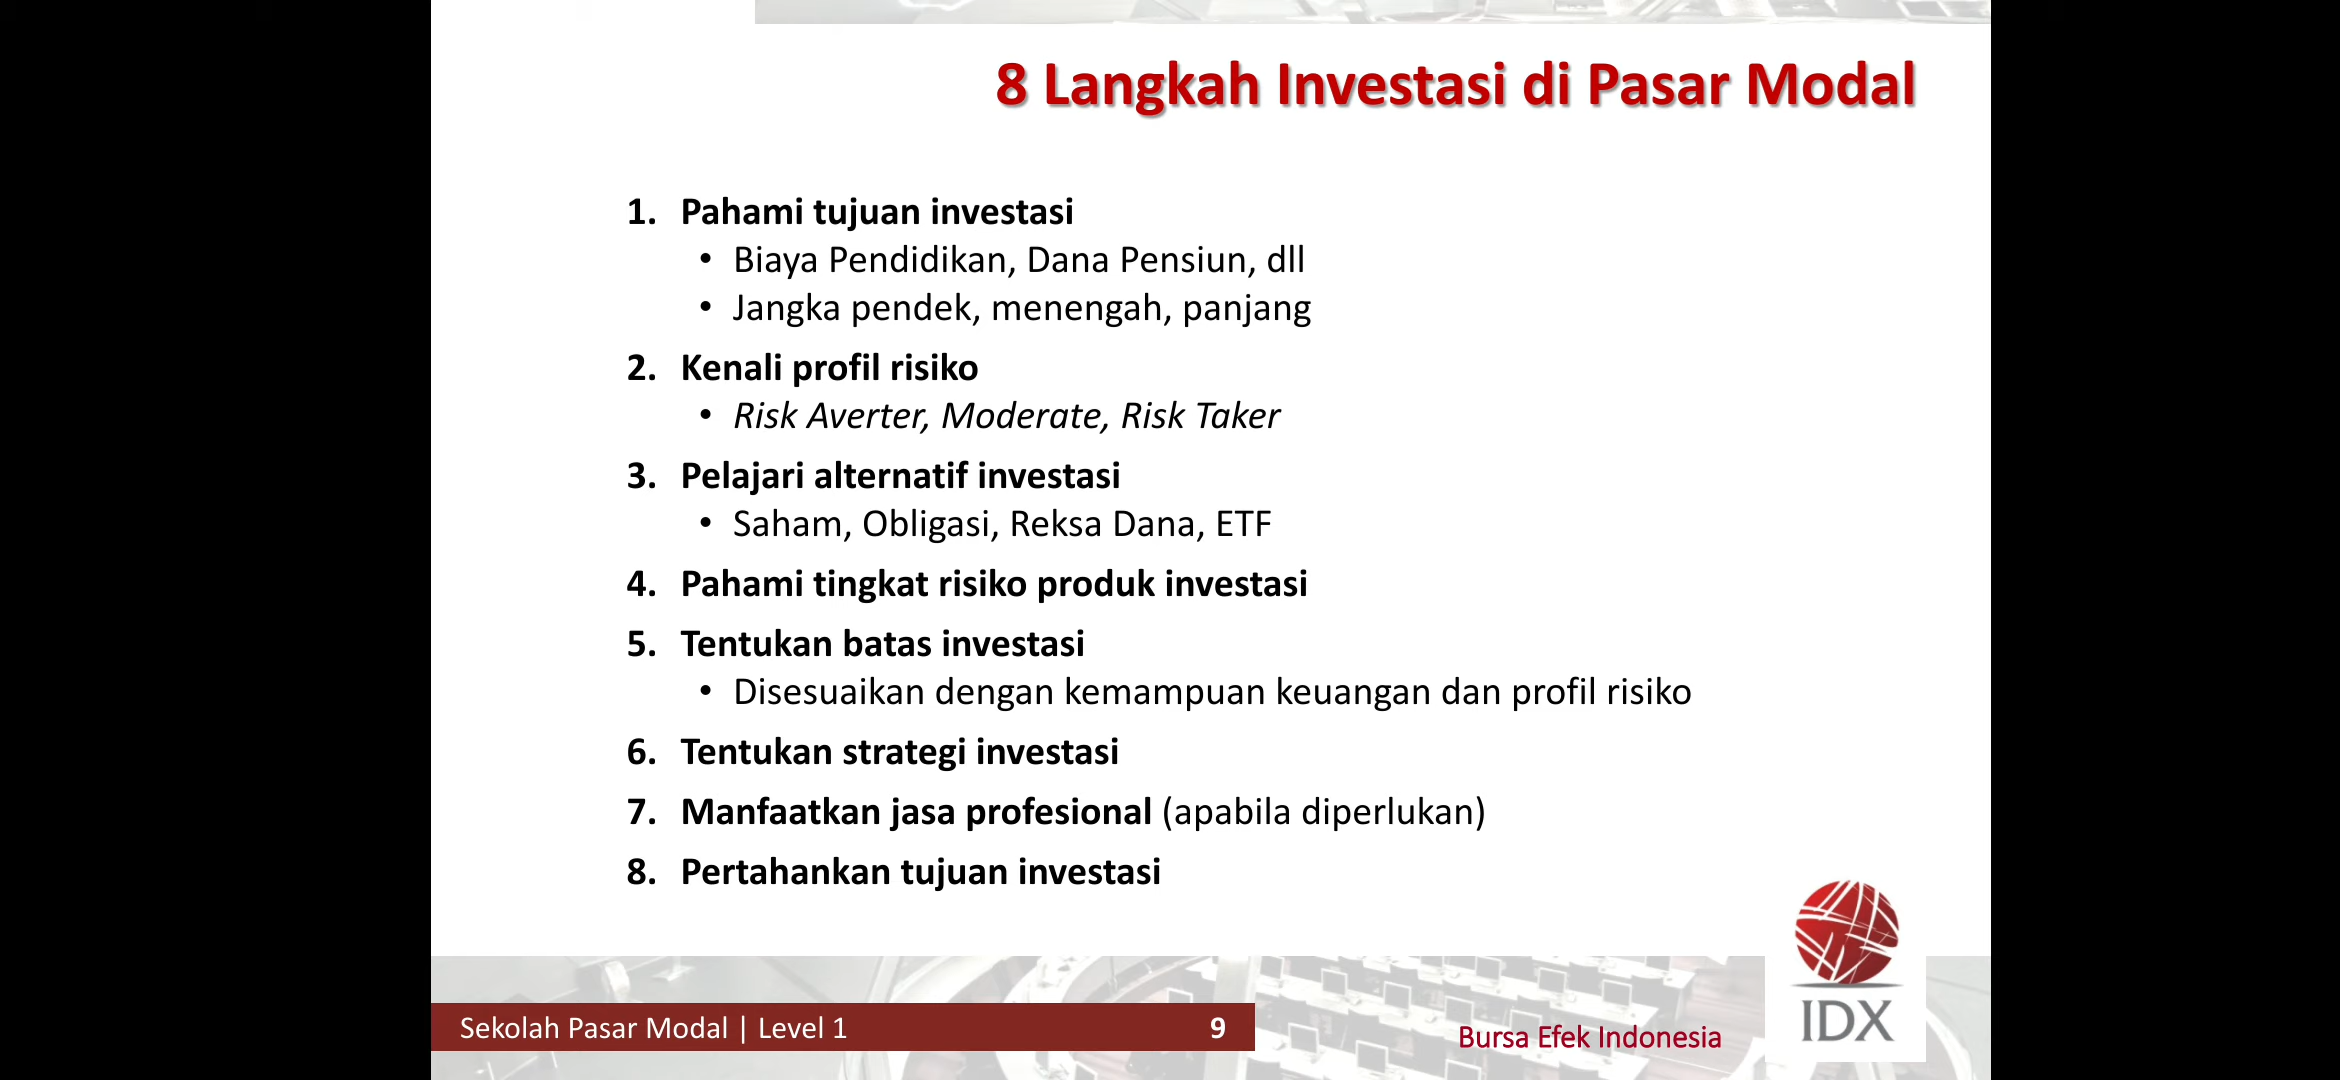 8 Langkah Investasi di Pasar Modal
1. Pahami tujuan investasi
• Biaya Pendidikan, Dana Pensiun, dll
• Jangka pendek, menengah, panjang
2. Kenali profil risiko
• Risk Averter, Moderate, Risk Taker
3. Pelajari alternatif investasi
• Saham, Obligasi, Reksa Dana, ETF
4. Pahami tingkat risiko produk investasi
5. Tentukan batas investasi
• Disesuaikan dengan kemampuan keuangan dan profil risiko
6. Tentukan strategi investasi
7. Manfaatkan jasa profesional (apabila diperlukan)
8. Pertahankan tujuan investasi
Sekolah Pasar Modal | Level 1 9
Bursa Efek Indonesia
IDX